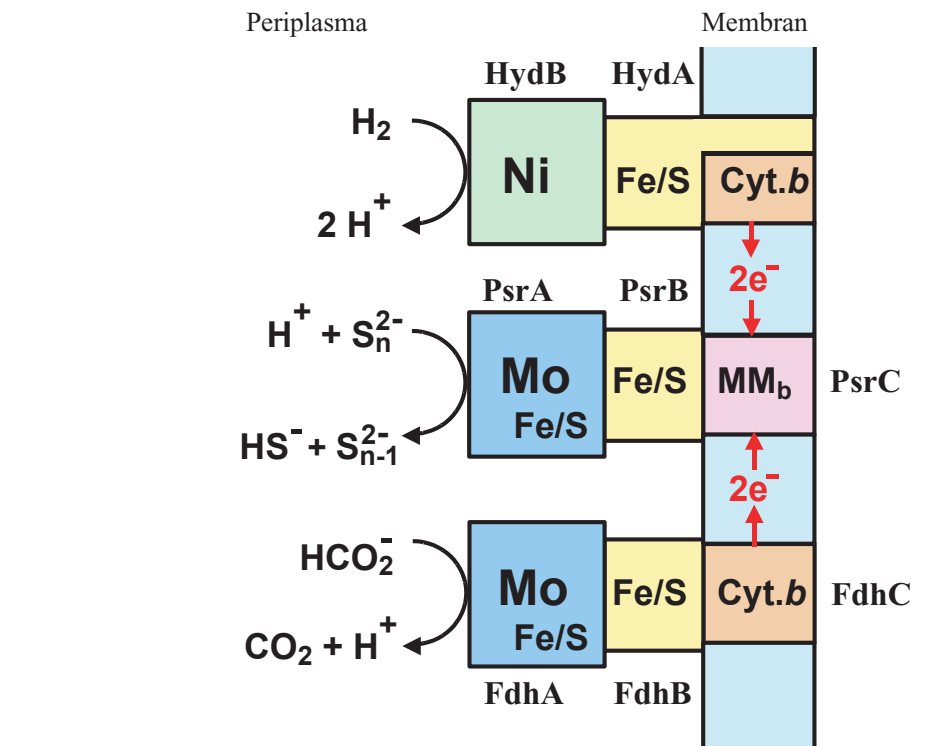 Periplasma Membran
HydB HydA
H₂
Ni Fe/S Cyt.b
2 H⁺
2e⁻
PsrA PsrB
H⁺ + Sₙ²⁻
Mo Fe/S MM_b PsrC
Fe/S
HS⁻ + Sₙ₋₁²⁻
2e⁻
HCO₂⁻
Mo Fe/S Cyt.b FdhC
Fe/S
CO₂ + H⁺
FdhA FdhB